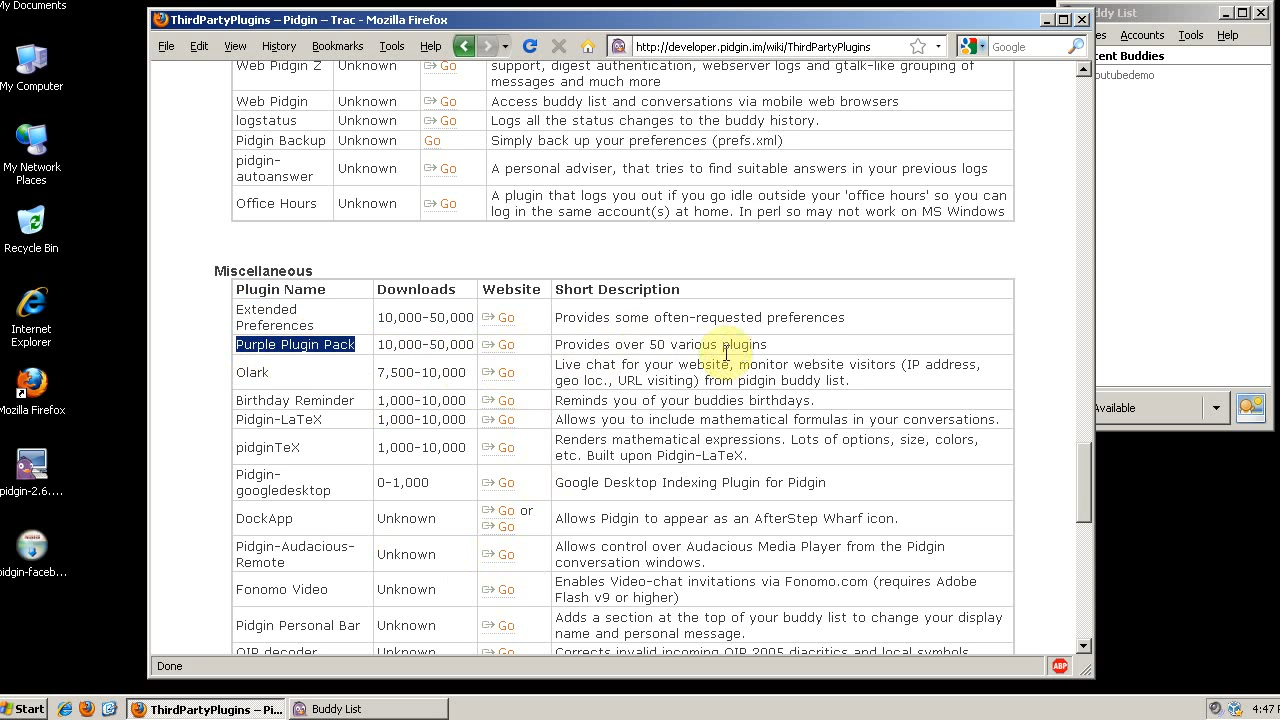 My Documents
My Computer
My Network
Places
Recycle Bin
Internet
Explorer
Mozilla Firefox
pidgin-2.6....
pidgin-faceb...
ThirdPartyPlugins – Pidgin – Trac - Mozilla Firefox
File Edit View History Bookmarks Tools Help
http://developer.pidgin.im/wiki/ThirdPartyPlugins
Google
Web Pidgin Z Unknown Go support, digest authentication, webserver logs and gtalk-like grouping of
messages and much more
Web Pidgin Unknown Go Access buddy list and conversations via mobile web browsers
logstatus Unknown Go Logs all the status changes to the buddy history.
Pidgin Backup Unknown Go Simply back up your preferences (prefs.xml)
pidgin-
autoanswer Unknown Go A personal adviser, that tries to find suitable answers in your previous logs
Office Hours Unknown Go A plugin that logs you out if you go idle outside your 'office hours' so you can
log in the same account(s) at home. In perl so may not work on MS Windows
Miscellaneous
Plugin Name Downloads Website Short Description
Extended
Preferences 10,000-50,000 Go Provides some often-requested preferences
Purple Plugin Pack 10,000-50,000 Go Provides over 50 various plugins
Olark 7,500-10,000 Go Live chat for your website, monitor website visitors (IP address,
geo loc., URL visiting) from pidgin buddy list.
Birthday Reminder 1,000-10,000 Go Reminds you of your buddies birthdays.
Pidgin-LaTeX 1,000-10,000 Go Allows you to include mathematical formulas in your conversations.
pidginTeX 1,000-10,000 Go Renders mathematical expressions. Lots of options, size, colors,
etc. Built upon Pidgin-LaTeX.
Pidgin-
googledesktop 0-1,000 Go Google Desktop Indexing Plugin for Pidgin
DockApp Unknown Go or
Go Allows Pidgin to appear as an AfterStep Wharf icon.
Pidgin-Audacious-
Remote Unknown Go Allows control over Audacious Media Player from the Pidgin
conversation windows.
Fonomo Video Unknown Go Enables Video-chat invitations via Fonomo.com (requires Adobe
Flash v9 or higher)
Pidgin Personal Bar Unknown Go Adds a section at the top of your buddy list to change your display
name and personal message.
QIP decoder Unknown Go Corrects invalid incoming QIP 2005 diacritics and local symbols
Done
ABP
ddy List
es Accounts Tools Help
cent Buddies
outubedemo
Available
Start
ThirdPartyPlugins – Pi...
Buddy List
4:47